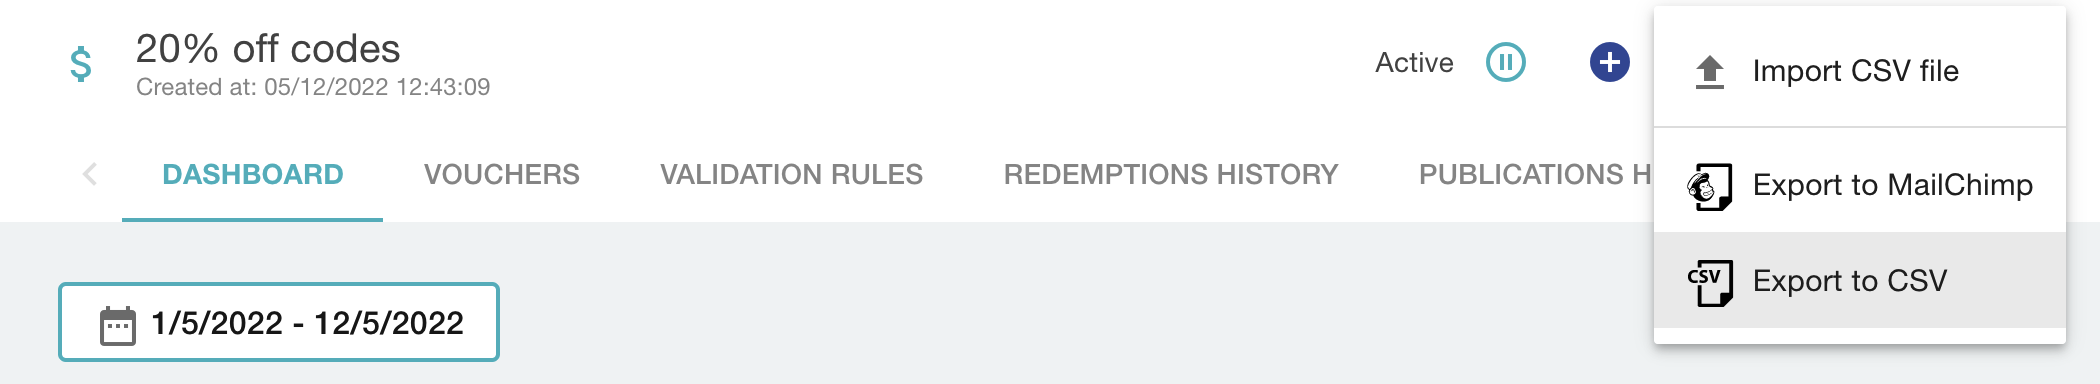 20% off codes
Created at: 05/12/2022 12:43:09
Active
DASHBOARD
VOUCHERS
VALIDATION RULES
REDEMPTIONS HISTORY
PUBLICATIONS H
1/5/2022 - 12/5/2022
Import CSV file
Export to MailChimp
CSV
Export to CSV